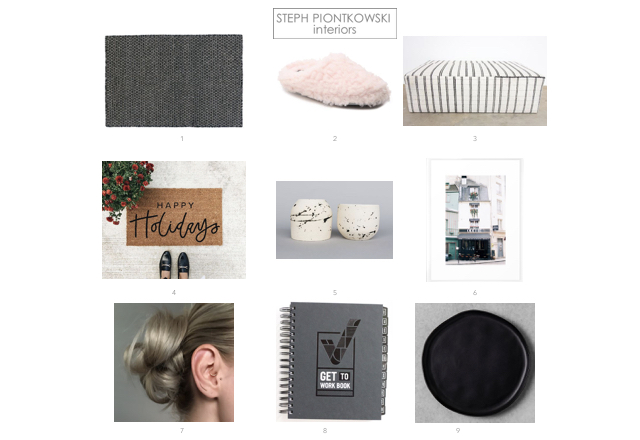 STEPH PIONTKOWSKI
interiors
1
2
3
HAPPY
Holidays
4
5
6
7
GET TO
WORK BOOK
8
9